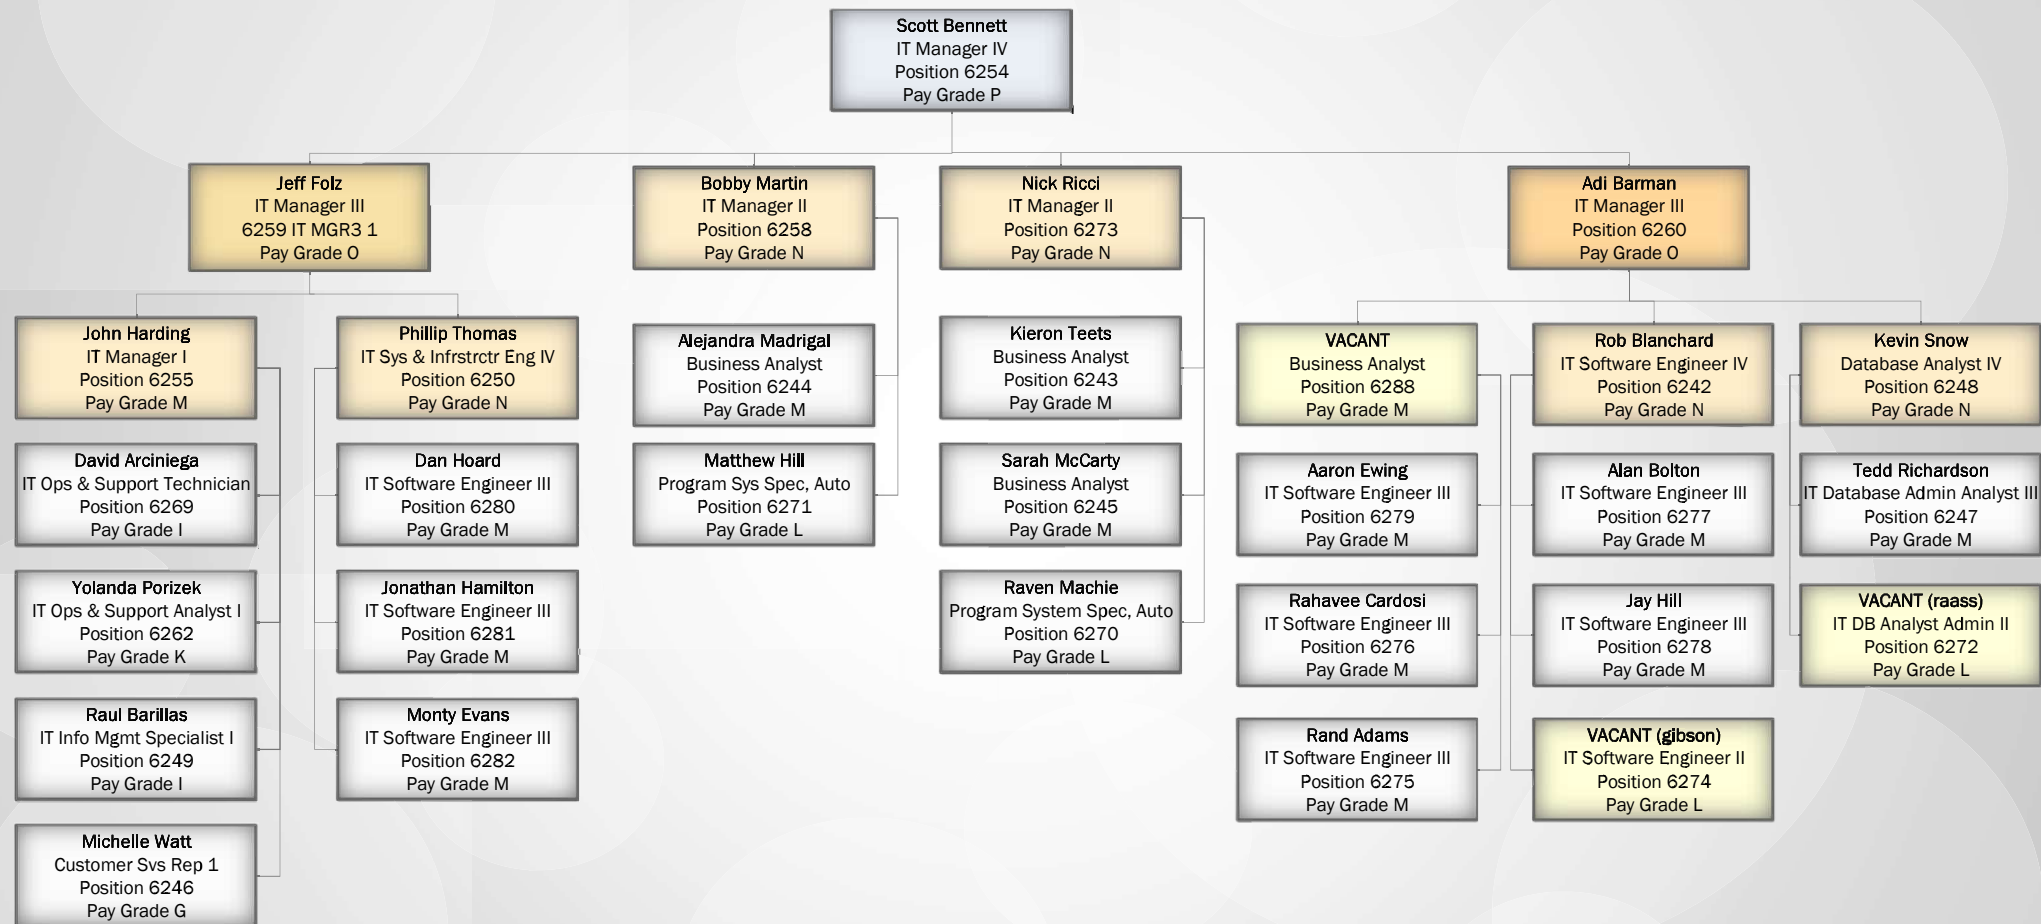 Scott Bennett
IT Manager IV
Position 6254
Pay Grade P
Jeff Folz
IT Manager III
6259 IT MGR3 1
Pay Grade O
Bobby Martin
IT Manager II
Position 6258
Pay Grade N
Nick Ricci
IT Manager II
Position 6273
Pay Grade N
Adi Barman
IT Manager III
Position 6260
Pay Grade O
John Harding
IT Manager I
Position 6255
Pay Grade M
Phillip Thomas
IT Sys & Infrstrctr Eng IV
Position 6250
Pay Grade N
Alejandra Madrigal
Business Analyst
Position 6244
Pay Grade M
Kieron Teets
Business Analyst
Position 6243
Pay Grade M
VACANT
Business Analyst
Position 6288
Pay Grade M
Rob Blanchard
IT Software Engineer IV
Position 6242
Pay Grade N
Kevin Snow
Database Analyst IV
Position 6248
Pay Grade N
David Arciniega
IT Ops & Support Technician
Position 6269
Pay Grade I
Dan Hoard
IT Software Engineer III
Position 6280
Pay Grade M
Matthew Hill
Program Sys Spec, Auto
Position 6271
Pay Grade L
Sarah McCarty
Business Analyst
Position 6245
Pay Grade M
Aaron Ewing
IT Software Engineer III
Position 6279
Pay Grade M
Alan Bolton
IT Software Engineer III
Position 6277
Pay Grade M
Tedd Richardson
IT Database Admin Analyst III
Position 6247
Pay Grade M
Yolanda Porizek
IT Ops & Support Analyst I
Position 6262
Pay Grade K
Jonathan Hamilton
IT Software Engineer III
Position 6281
Pay Grade M
Raven Machie
Program System Spec, Auto
Position 6270
Pay Grade L
Rahavee Cardosi
IT Software Engineer III
Position 6276
Pay Grade M
Jay Hill
IT Software Engineer III
Position 6278
Pay Grade M
VACANT (raass)
IT DB Analyst Admin II
Position 6272
Pay Grade L
Raul Barillas
IT Info Mgmt Specialist I
Position 6249
Pay Grade I
Monty Evans
IT Software Engineer III
Position 6282
Pay Grade M
Rand Adams
IT Software Engineer III
Position 6275
Pay Grade M
VACANT (gibson)
IT Software Engineer II
Position 6274
Pay Grade L
Michelle Watt
Customer Svs Rep 1
Position 6246
Pay Grade G